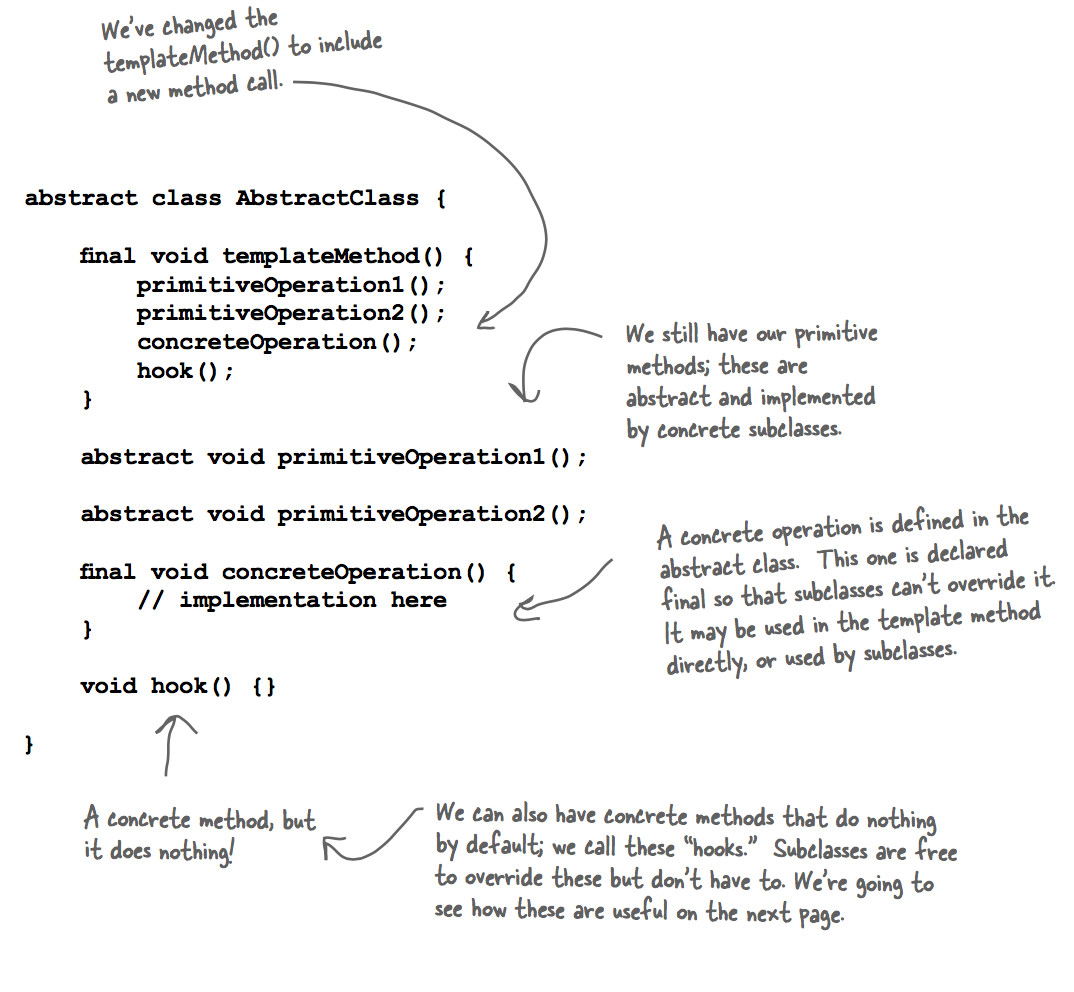 We've changed the
templateMethod() to include
a new method call.
abstract class AbstractClass {
final void templateMethod() {
primitiveOperation1();
primitiveOperation2();
concreteOperation();
hook();
}
abstract void primitiveOperation1();
abstract void primitiveOperation2();
final void concreteOperation() {
// implementation here
}
void hook() {}
}
We still have our primitive
methods; these are
abstract and implemented
by concrete subclasses.
A concrete operation is defined in the
abstract class. This one is declared
final so that subclasses can't override it.
It may be used in the template method
directly, or used by subclasses.
A concrete method, but
it does nothing!
We can also have concrete methods that do nothing
by default; we call these “hooks.” Subclasses are free
to override these but don't have to. We're going to
see how these are useful on the next page.